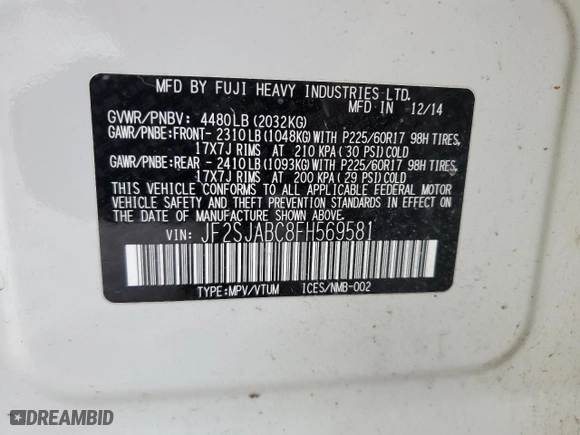 MFD BY FUJI HEAVY INDUSTRIES LTD.
MFD IN 12/14
GVWR/PNBV: 4480LB (2032KG)
GAWR/PNBE:FRONT- 2310LB(1048KG)WITH P225/60R17 98H TIRES,
17X7J RIMS AT 210 KPA(30 PSI)COLD
GAWR/PNBE:REAR - 2410LB(1093KG)WITH P225/60R17 98H TIRES,
17X7J RIMS AT 200 KPA(29 PSI)COLD
THIS VEHICLE CONFORMS TO ALL APPLICABLE FEDERAL MOTOR
VEHICLE SAFETY AND THEFT PREVENTION STANDARDS IN EFFECT
ON THE DATE OF MANUFACTURE SHOWN ABOVE.
VIN: JF2SJABC8FH569581
TYPE:MPV/VTUM ICES/NMB-002
DREAMBID